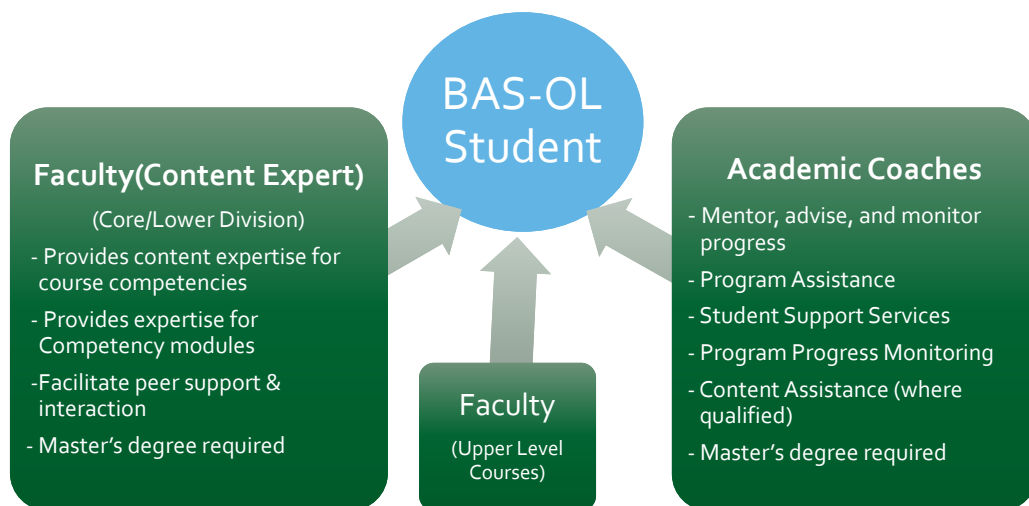 BAS-OL
Student
Faculty(Content Expert)
(Core/Lower Division)
- Provides content expertise for
course competencies
- Provides expertise for
Competency modules
-Facilitate peer support &
interaction
- Master’s degree required
Faculty
(Upper Level
Courses)
Academic Coaches
- Mentor, advise, and monitor
progress
- Program Assistance
- Student Support Services
- Program Progress Monitoring
- Content Assistance (where
qualified)
- Master’s degree required